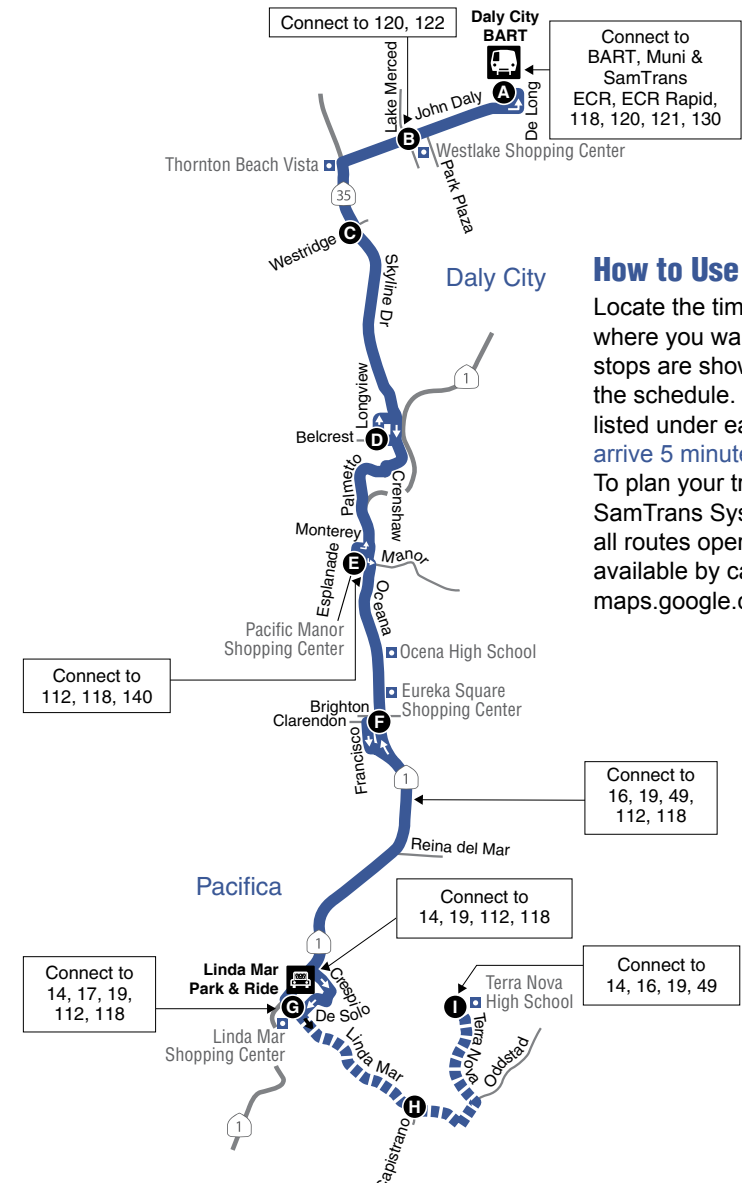 Connect to 120, 122
Daly City
BART
Connect to
BART, Muni &
SamTrans
ECR, ECR Rapid,
118, 120, 121, 130
Lake Merced
John Daly
A
De Long
B
Westlake Shopping Center
Park Plaza
Thornton Beach Vista
35
Westridge
C
Skyline Dr
Daly City
How to Use
Locate the tim
where you wa
stops are show
the schedule.
listed under ea
arrive 5 minute
To plan your tr
SamTrans Sys
all routes oper
available by ca
maps.google.c
1
Longview
Belcrest
D
Palmetto
Crenshaw
Monterey
Manor
Esplanade
E
Oceana
Pacific Manor
Shopping Center
Ocena High School
Connect to
112, 118, 140
Eureka Square
Shopping Center
Brighton
Clarendon
F
Francisco
1
Connect to
16, 19, 49,
112, 118
Reina del Mar
Pacifica
Connect to
14, 19, 112, 118
1
Connect to
14, 17, 19,
112, 118
Linda Mar
Park & Ride
Crespi
De Solo
G
Linda Mar
Shopping Center
Linda Mar
Connect to
14, 16, 19, 49
I
Terra Nova
High School
Terra Nova
Oddstad
H
1
apistrano